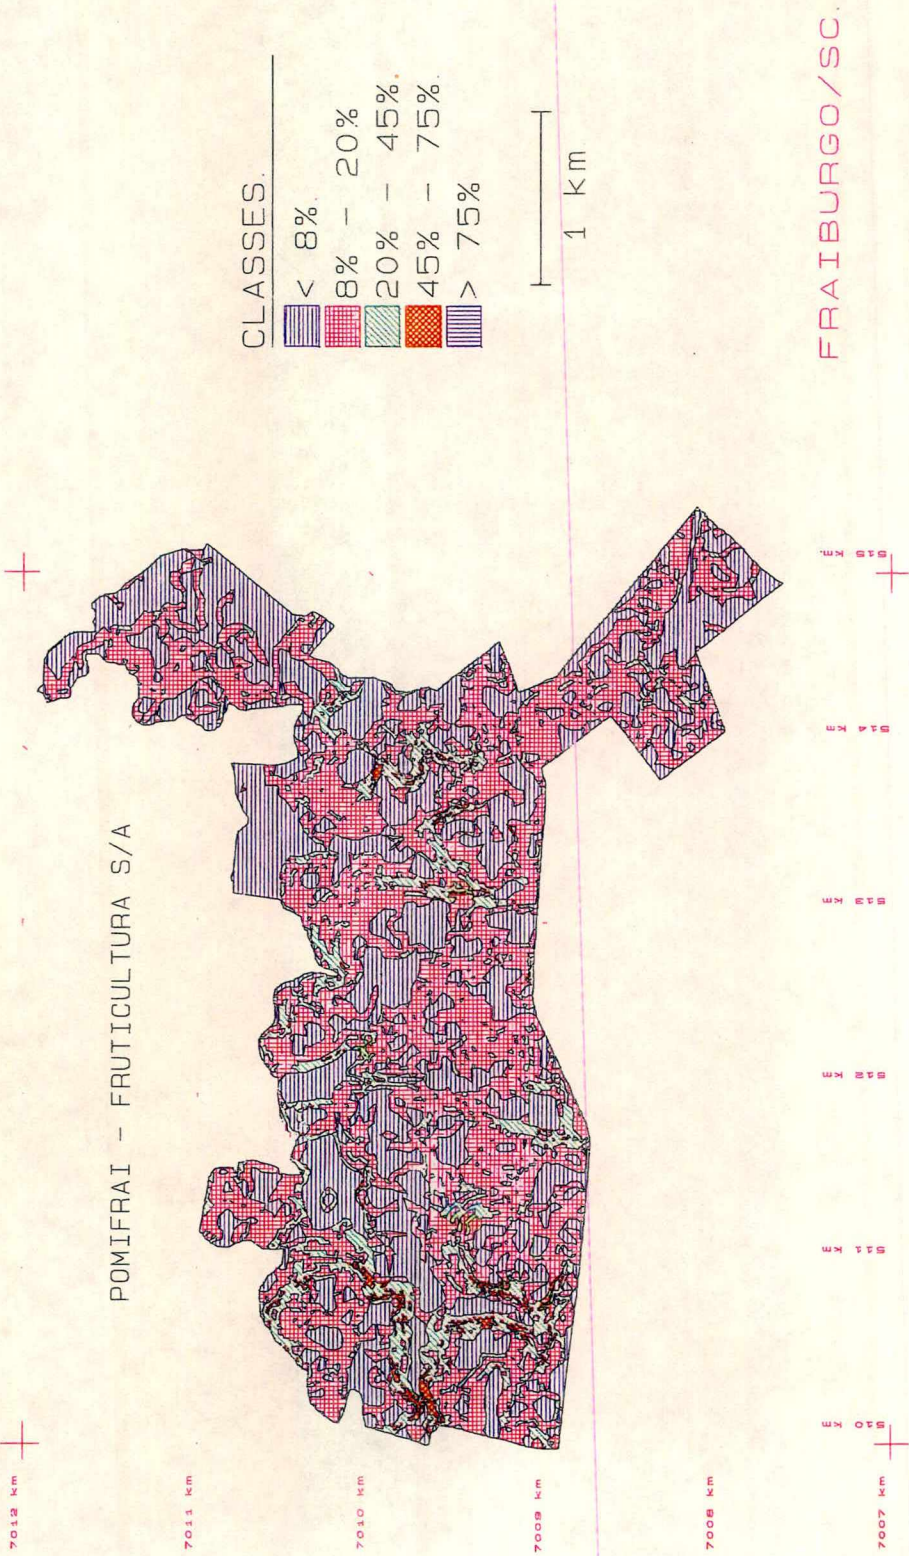 POMIFRAI - FRUTICULTURA S/A
CLASSES.
< 8%.
8% - 20%
20% - 45%.
45% - 75%.
> 75%
1 km
FRAIBURGO/SC.
7012 km
7011 km
7010 km
7009 km
7008 km
7007 km
510 km E
511 km E
512 km E
513 km E
514 km E
515 km E